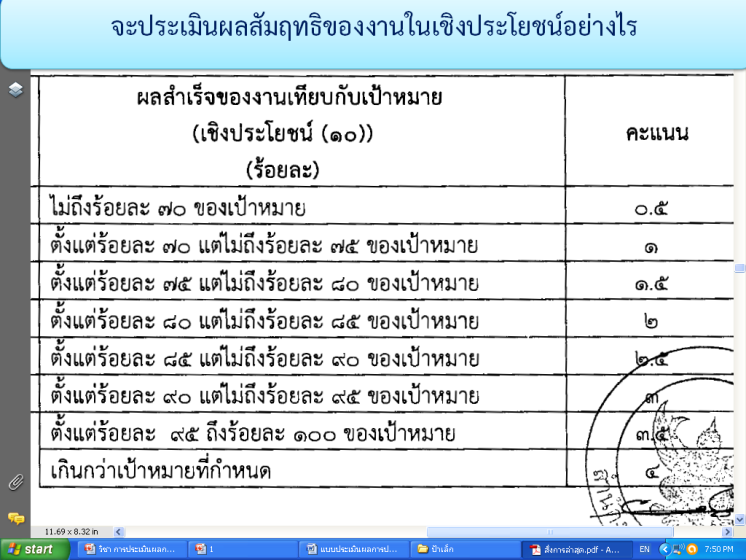 จะประเมินผลสัมฤทธิของงานในเชิงประโยชน์อย่างไร
ผลสำเร็จของงานเทียบกับเป้าหมาย
(เชิงประโยชน์ (๑๐))
(ร้อยละ)
คะแนน
ไม่ถึงร้อยละ ๗๐ ของเป้าหมาย ๐.๕
ตั้งแต่ร้อยละ ๗๐ แต่ไม่ถึงร้อยละ ๗๕ ของเป้าหมาย ๑
ตั้งแต่ร้อยละ ๗๕ แต่ไม่ถึงร้อยละ ๘๐ ของเป้าหมาย ๑.๕
ตั้งแต่ร้อยละ ๘๐ แต่ไม่ถึงร้อยละ ๘๕ ของเป้าหมาย ๒
ตั้งแต่ร้อยละ ๘๕ แต่ไม่ถึงร้อยละ ๙๐ ของเป้าหมาย ๒.๕
ตั้งแต่ร้อยละ ๙๐ แต่ไม่ถึงร้อยละ ๙๕ ของเป้าหมาย ๓
ตั้งแต่ร้อยละ ๙๕ ถึงร้อยละ ๑๐๐ ของเป้าหมาย ๓.๕
เกินกว่าเป้าหมายที่กำหนด ๔
11.69 x 8.32 in
start วิชา การประเมินผลก... 1 แบบประเมินผลการป... ป้าเล็ก สั่งการล่าสุด.pdf - A... EN 7:50 PM